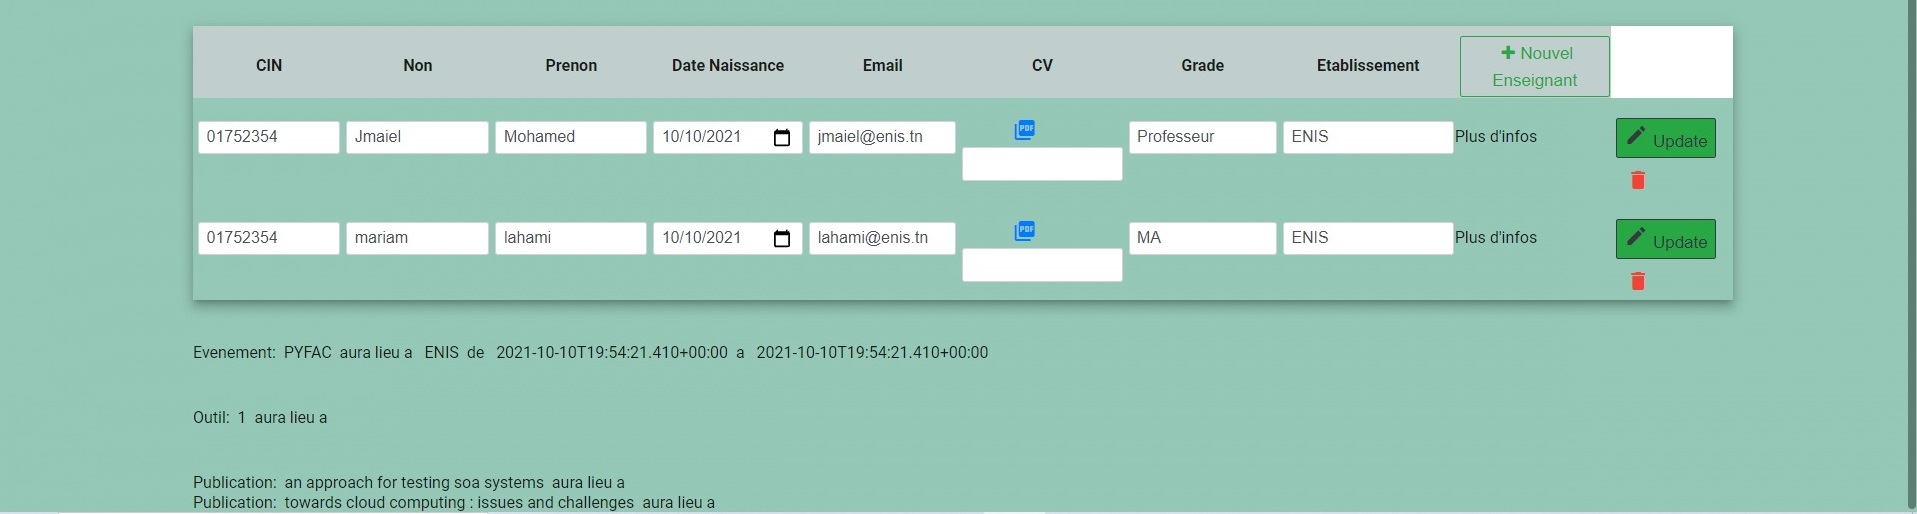 CIN Non Prenon Date Naissance Email CV Grade Etablissement + Nouvel Enseignant
01752354 Jmaiel Mohamed 10/10/2021 jmaiel@enis.tn PDF Professeur ENIS Plus d'infos Update
01752354 mariam lahami 10/10/2021 lahami@enis.tn PDF MA ENIS Plus d'infos Update
Evenement: PYFAC aura lieu a ENIS de 2021-10-10T19:54:21.410+00:00 a 2021-10-10T19:54:21.410+00:00
Outil: 1 aura lieu a
Publication: an approach for testing soa systems aura lieu a
Publication: towards cloud computing : issues and challenges aura lieu a